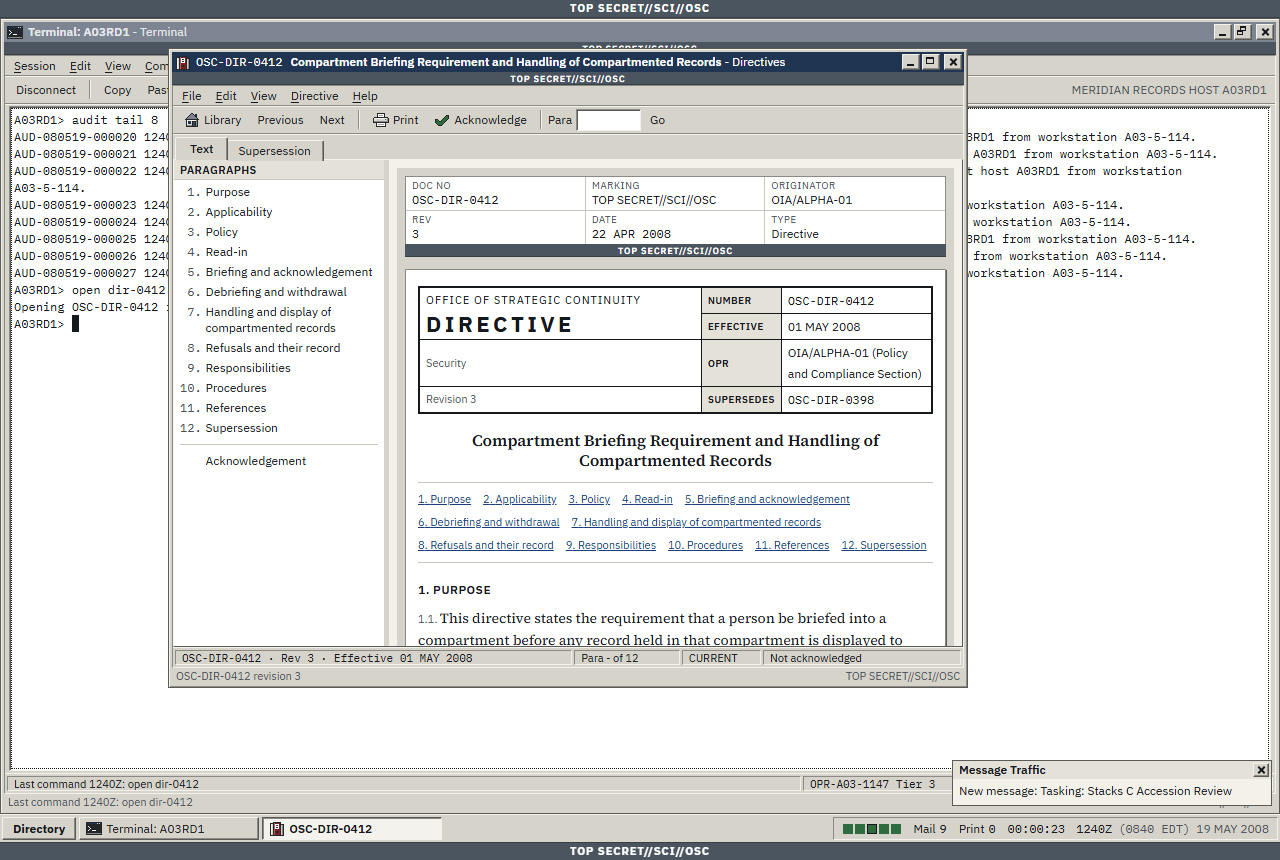 TOP SECRET//SCI//OSC
Terminal: A03RD1 - Terminal
Session Edit View Com
Disconnect Copy Past
MERIDIAN RECORDS HOST A03RD1
A03RD1> audit tail 8
AUD-080519-000020 1240
RD1 from workstation A03-5-114.
AUD-080519-000021 1240
A03RD1 from workstation A03-5-114.
AUD-080519-000022 1240
t host A03RD1 from workstation
A03-5-114.
AUD-080519-000023 1240
workstation A03-5-114.
AUD-080519-000024 1240
workstation A03-5-114.
AUD-080519-000025 1240
RD1 from workstation A03-5-114.
AUD-080519-000026 1240
from workstation A03-5-114.
AUD-080519-000027 1240
workstation A03-5-114.
A03RD1> open dir-0412
Opening OSC-DIR-0412
A03RD1>
OSC-DIR-0412 Compartment Briefing Requirement and Handling of Compartmented Records - Directives
TOP SECRET//SCI//OSC
File Edit View Directive Help
Library Previous Next Print Acknowledge Para Go
Text Supersession
PARAGRAPHS
1. Purpose
2. Applicability
3. Policy
4. Read-in
5. Briefing and acknowledgement
6. Debriefing and withdrawal
7. Handling and display of
compartmented records
8. Refusals and their record
9. Responsibilities
10. Procedures
11. References
12. Supersession
Acknowledgement
DOC NO MARKING ORIGINATOR
OSC-DIR-0412 TOP SECRET//SCI//OSC OIA/ALPHA-01
REV DATE TYPE
3 22 APR 2008 Directive
TOP SECRET//SCI//OSC
OFFICE OF STRATEGIC CONTINUITY
DIRECTIVE
Security
Revision 3
NUMBER OSC-DIR-0412
EFFECTIVE 01 MAY 2008
OPR OIA/ALPHA-01 (Policy
and Compliance Section)
SUPERSEDES OSC-DIR-0398
Compartment Briefing Requirement and Handling of
Compartmented Records
1. Purpose 2. Applicability 3. Policy 4. Read-in 5. Briefing and acknowledgement
6. Debriefing and withdrawal 7. Handling and display of compartmented records
8. Refusals and their record 9. Responsibilities 10. Procedures 11. References 12. Supersession
1. PURPOSE
1.1. This directive states the requirement that a person be briefed into a
compartment before any record held in that compartment is displayed to
OSC-DIR-0412 · Rev 3 · Effective 01 MAY 2008 Para - of 12 CURRENT Not acknowledged
OSC-DIR-0412 revision 3 TOP SECRET//SCI//OSC
Last command 1240Z: open dir-0412 OPR-A03-1147 Tier 3
Last command 1240Z: open dir-0412
Message Traffic
New message: Tasking: Stacks C Accession Review
Directory Terminal: A03RD1 OSC-DIR-0412 Mail 9 Print 0 00:00:23 1240Z (0840 EDT) 19 MAY 2008
TOP SECRET//SCI//OSC